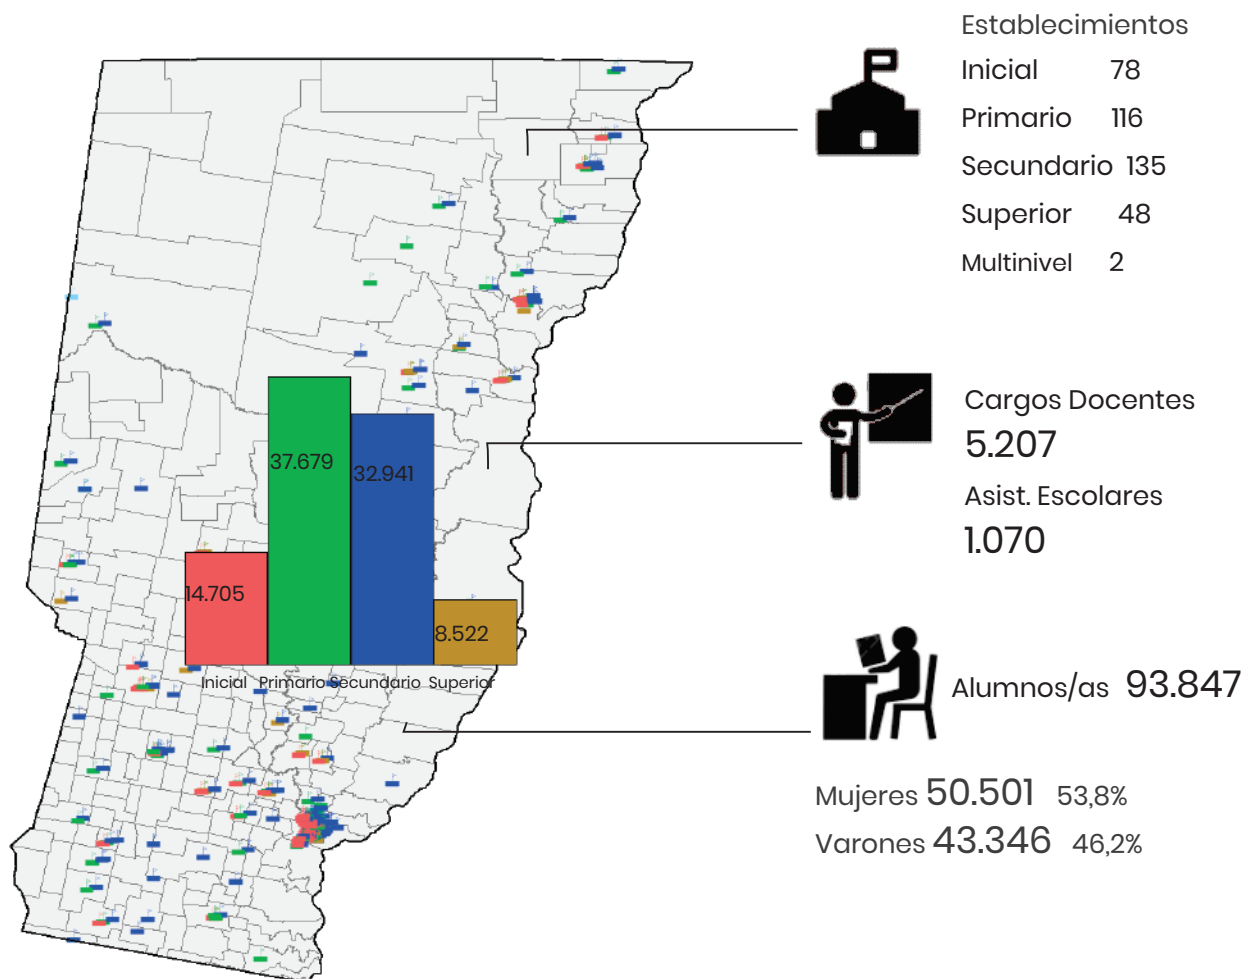 Establecimientos
Inicial 78
Primario 116
Secundario 135
Superior 48
Multinivel 2
Cargos Docentes
5.207
Asist. Escolares
1.070
37.679
32.941
14.705
8.522
Inicial Primario Secundario Superior
Alumnos/as 93.847
Mujeres 50.501 53,8%
Varones 43.346 46,2%